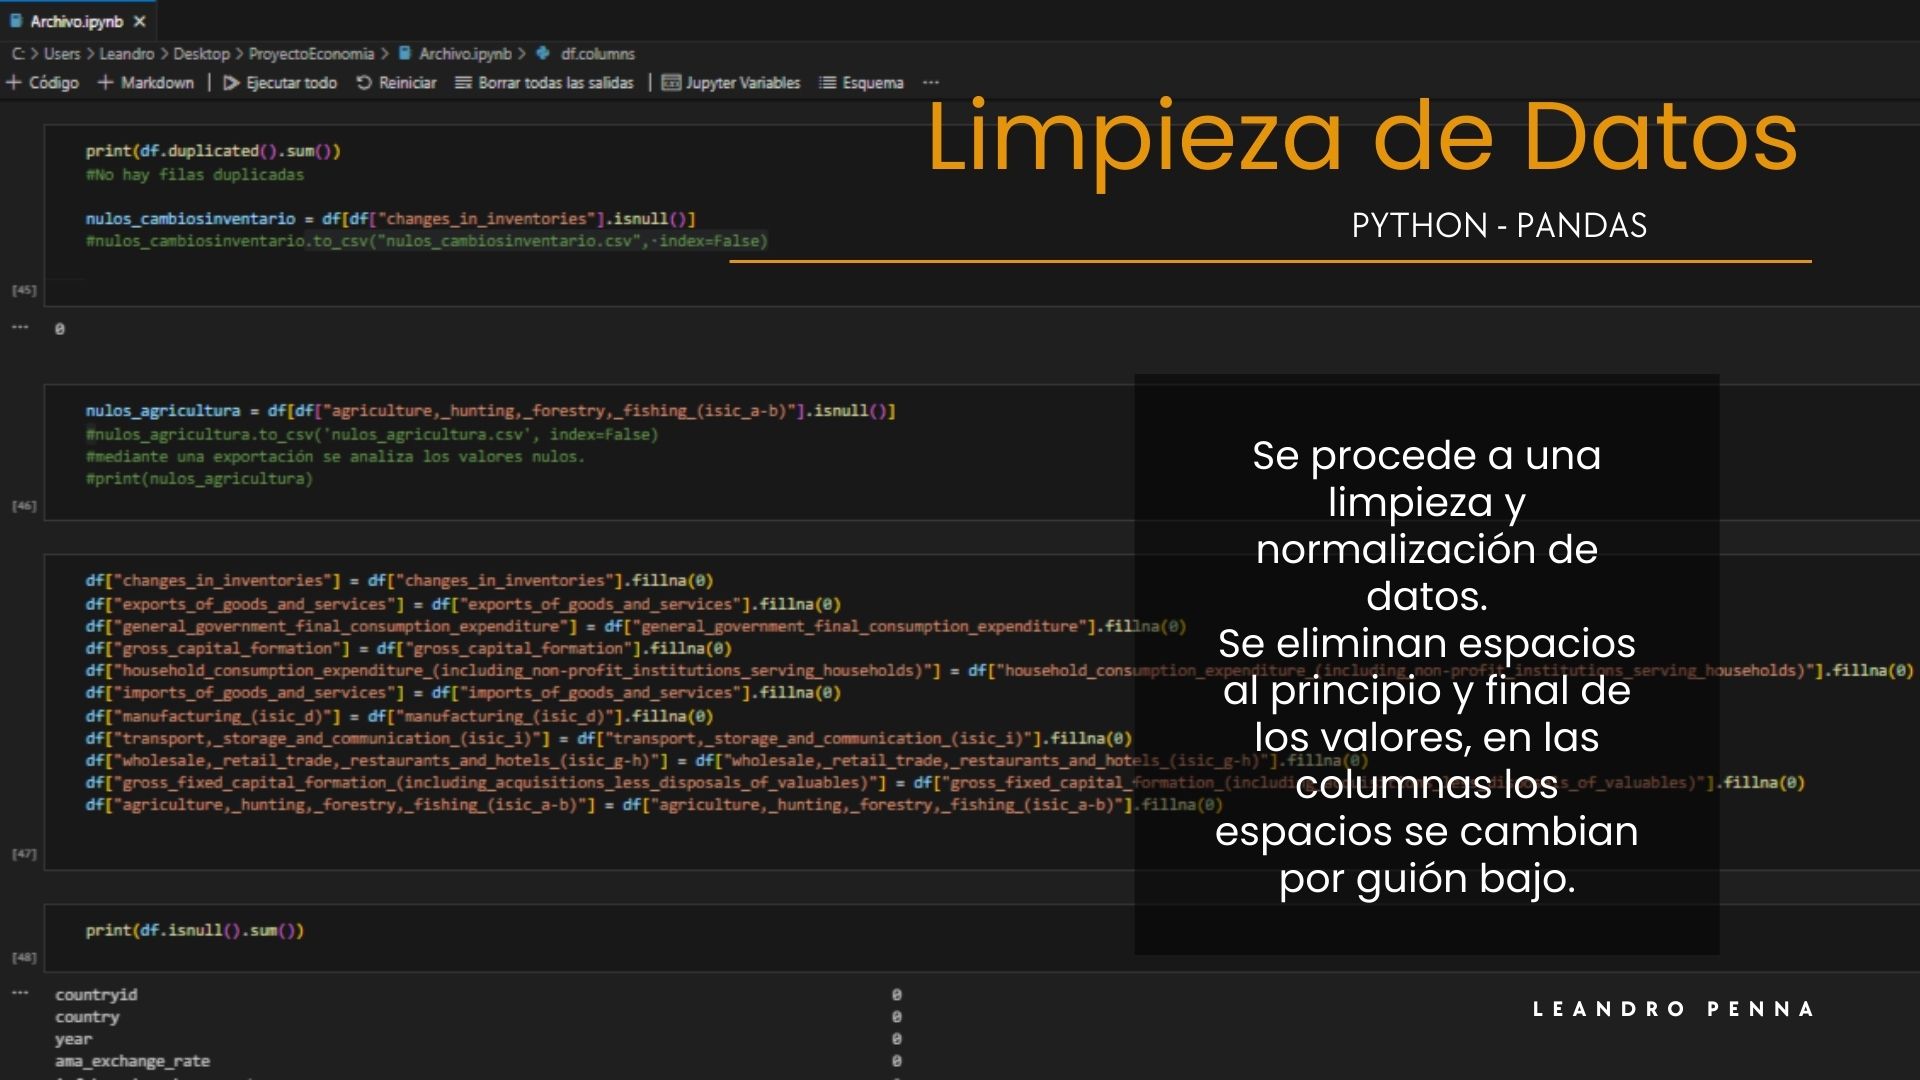 Archivo.ipynb
C: > Users > Leandro > Desktop > ProyectoEconomia > Archivo.ipynb > df.columns
+ Código + Markdown | Ejecutar todo Reiniciar Borrar todas las salidas | Jupyter Variables Esquema ...
Limpieza de Datos
PYTHON - PANDAS
print(df.duplicated().sum())
#No hay filas duplicadas
nulos_cambiosinventario = df[df["changes_in_inventories"].isnull()]
#nulos_cambiosinventario.to_csv("nulos_cambiosinventario.csv",·index=False)
[45]
... 0
nulos_agricultura = df[df["agriculture,_hunting,_forestry,_fishing_(isic_a-b)"].isnull()]
#nulos_agricultura.to_csv('nulos_agricultura.csv', index=False)
#mediante una exportación se analiza los valores nulos.
#print(nulos_agricultura)
[46]
df["changes_in_inventories"] = df["changes_in_inventories"].fillna(0)
df["exports_of_goods_and_services"] = df["exports_of_goods_and_services"].fillna(0)
df["general_government_final_consumption_expenditure"] = df["general_government_final_consumption_expenditure"].fillna(0)
df["gross_capital_formation"] = df["gross_capital_formation"].fillna(0)
df["household_consumption_expenditure_(including_non-profit_institutions_serving_households)"] = df["household_consumption_expenditure_(including_non-profit_institutions_serving_households)"].fillna(0)
df["imports_of_goods_and_services"] = df["imports_of_goods_and_services"].fillna(0)
df["manufacturing_(isic_d)"] = df["manufacturing_(isic_d)"].fillna(0)
df["transport,_storage_and_communication_(isic_i)"] = df["transport,_storage_and_communication_(isic_i)"].fillna(0)
df["wholesale,_retail_trade,_restaurants_and_hotels_(isic_g-h)"] = df["wholesale,_retail_trade,_restaurants_and_hotels_(isic_g-h)"].fillna(0)
df["gross_fixed_capital_formation_(including_acquisitions_less_disposals_of_valuables)"] = df["gross_fixed_capital_formation_(including_acquisitions_less_disposals_of_valuables)"].fillna(0)
df["agriculture,_hunting,_forestry,_fishing_(isic_a-b)"] = df["agriculture,_hunting,_forestry,_fishing_(isic_a-b)"].fillna(0)
[47]
print(df.isnull().sum())
[48]
... countryid 0
country 0
year 0
ama_exchange_rate 0
Se procede a una
limpieza y
normalización de
datos.
Se eliminan espacios
al principio y final de
los valores, en las
columnas los
espacios se cambian
por guión bajo.
LEANDRO PENNA